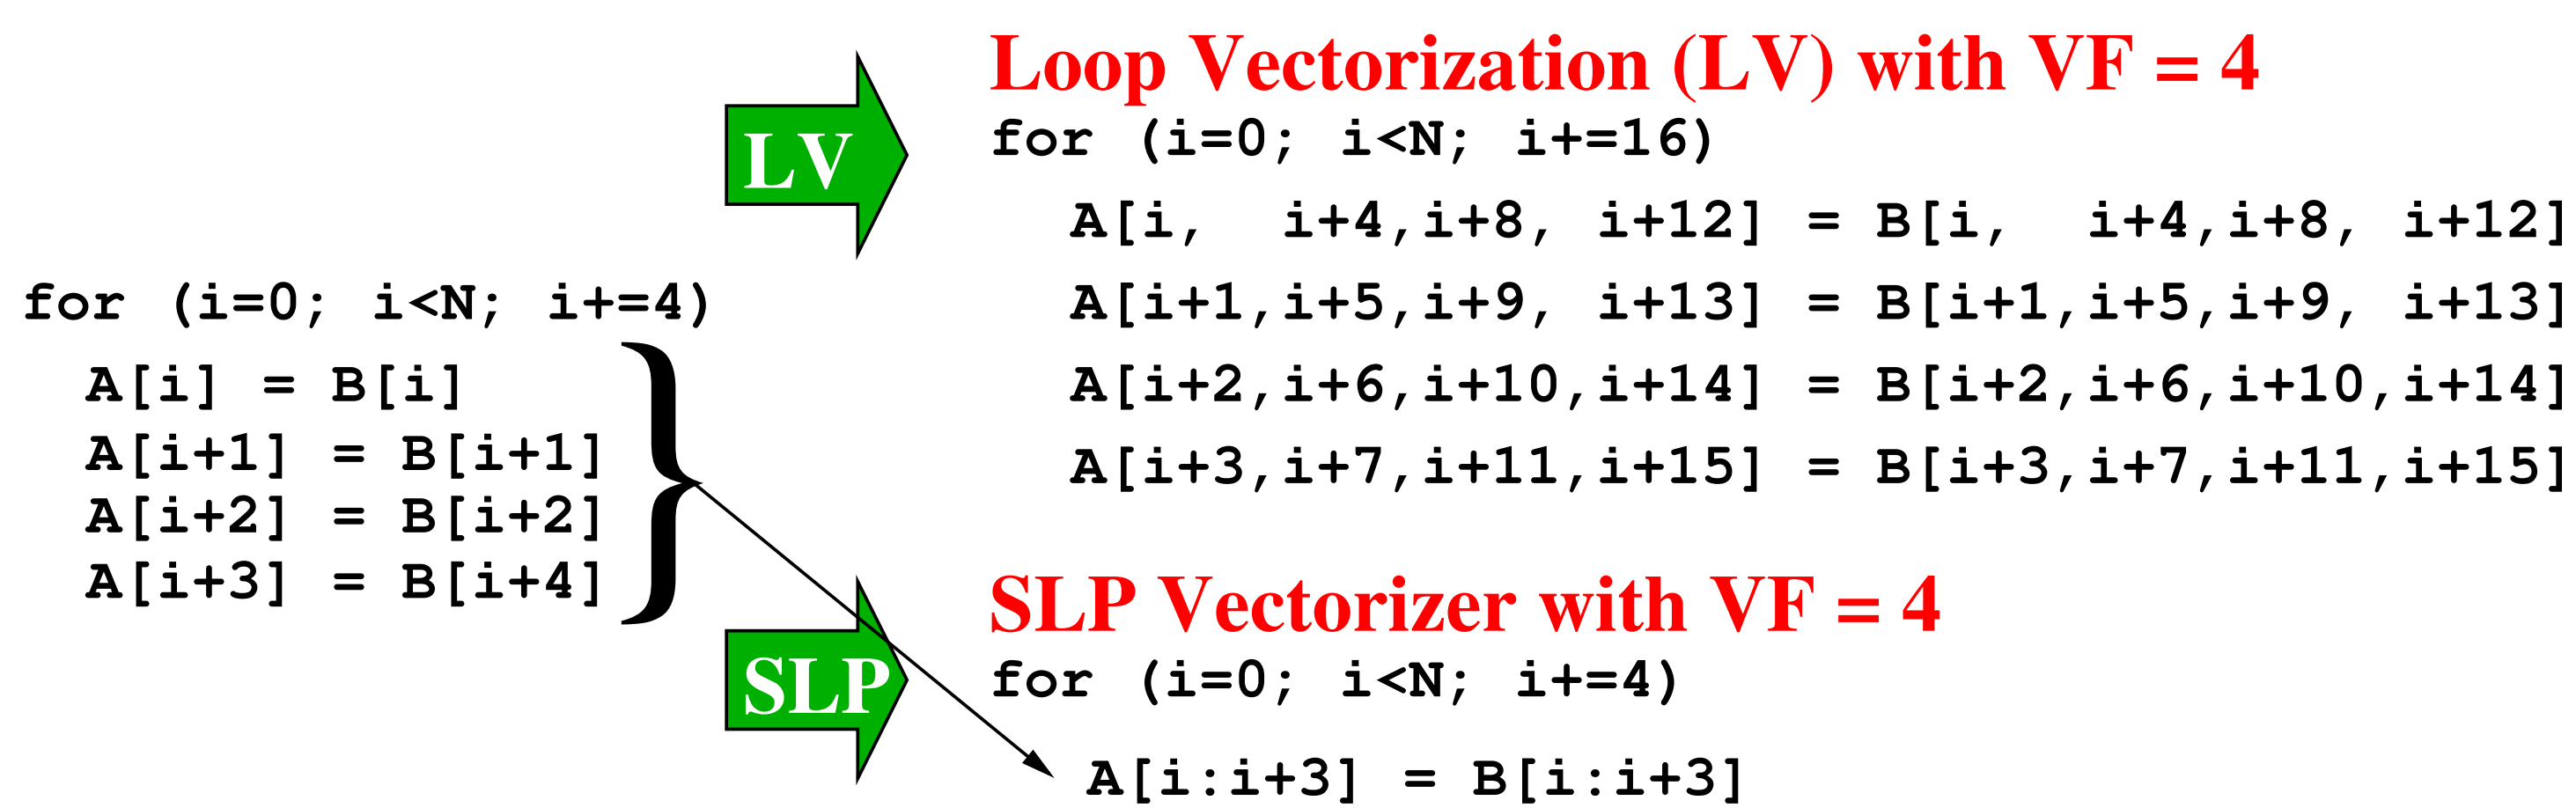 for (i=0; i<N; i+=4)
A[i] = B[i]
A[i+1] = B[i+1]
A[i+2] = B[i+2]
A[i+3] = B[i+4]
LV
Loop Vectorization (LV) with VF = 4
for (i=0; i<N; i+=16)
A[i, i+4,i+8, i+12] = B[i, i+4,i+8, i+12]
A[i+1,i+5,i+9, i+13] = B[i+1,i+5,i+9, i+13]
A[i+2,i+6,i+10,i+14] = B[i+2,i+6,i+10,i+14]
A[i+3,i+7,i+11,i+15] = B[i+3,i+7,i+11,i+15]
SLP
SLP Vectorizer with VF = 4
for (i=0; i<N; i+=4)
A[i:i+3] = B[i:i+3]